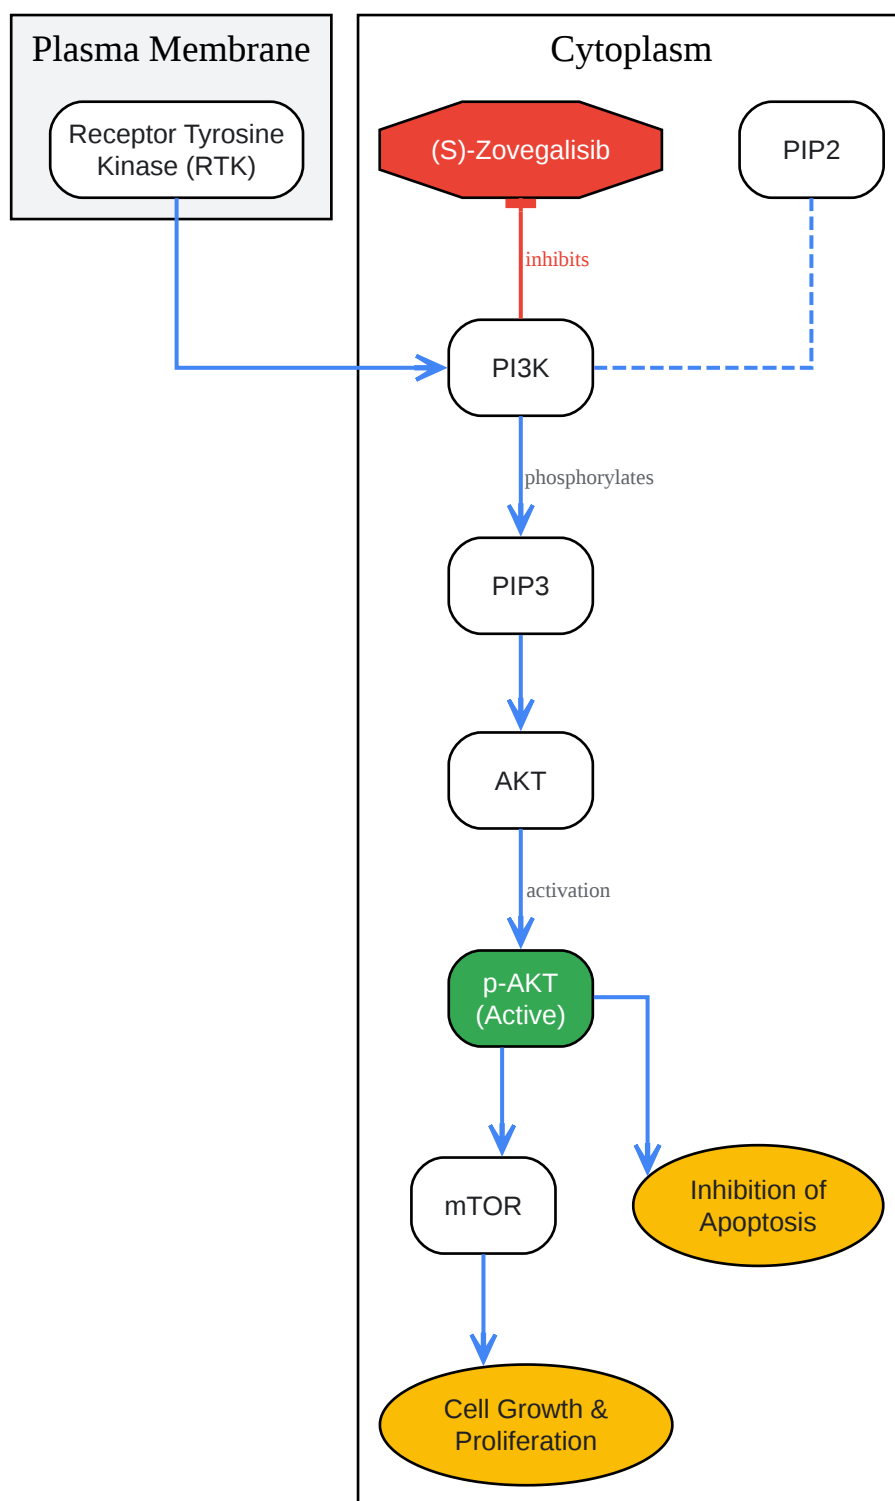 Plasma Membrane
Cytoplasm
Receptor Tyrosine
Kinase (RTK)
(S)-Zovegalisib
PIP2
inhibits
PI3K
phosphorylates
PIP3
AKT
activation
p-AKT
(Active)
mTOR
Inhibition of
Apoptosis
Cell Growth &
Proliferation